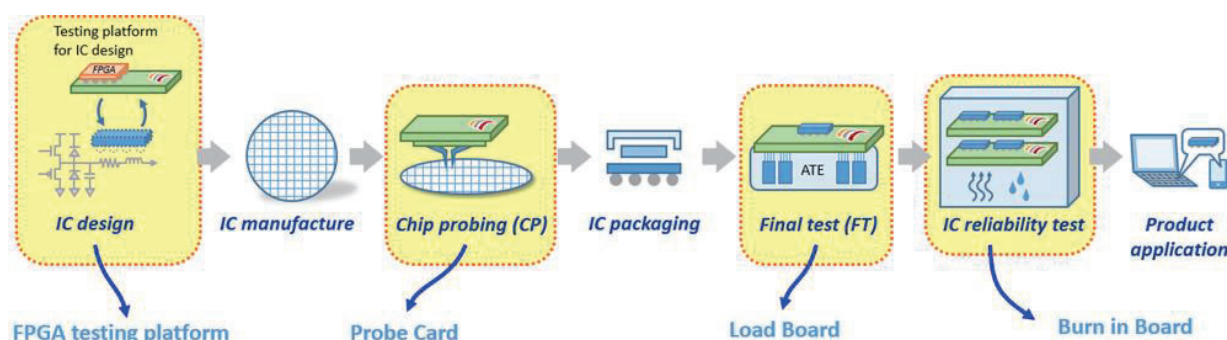 Testing platform
for IC design
FPGA
ATE
IC design
IC manufacture
Chip probing (CP)
IC packaging
Final test (FT)
IC reliability test
Product
application
FPGA testing platform
Probe Card
Load Board
Burn in Board